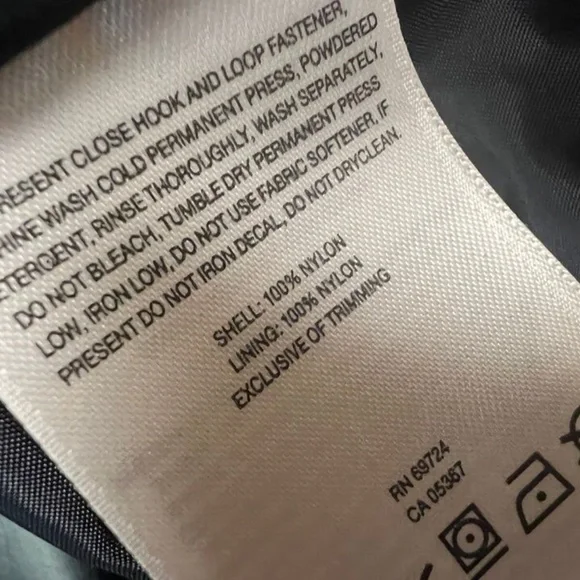 RESENT CLOSE HOOK AND LOOP FASTENER,
HINE WASH COLD PERMANENT PRESS, POWDERED
ETERGENT, RINSE THOROUGHLY, WASH SEPARATELY,
DO NOT BLEACH, TUMBLE DRY PERMANENT PRESS
LOW, IRON LOW, DO NOT USE FABRIC SOFTENER. IF
PRESENT DO NOT IRON DECAL, DO NOT DRYCLEAN.
SHELL: 100% NYLON
LINING: 100% NYLON
EXCLUSIVE OF TRIMMING
RN 69724
CA 05367